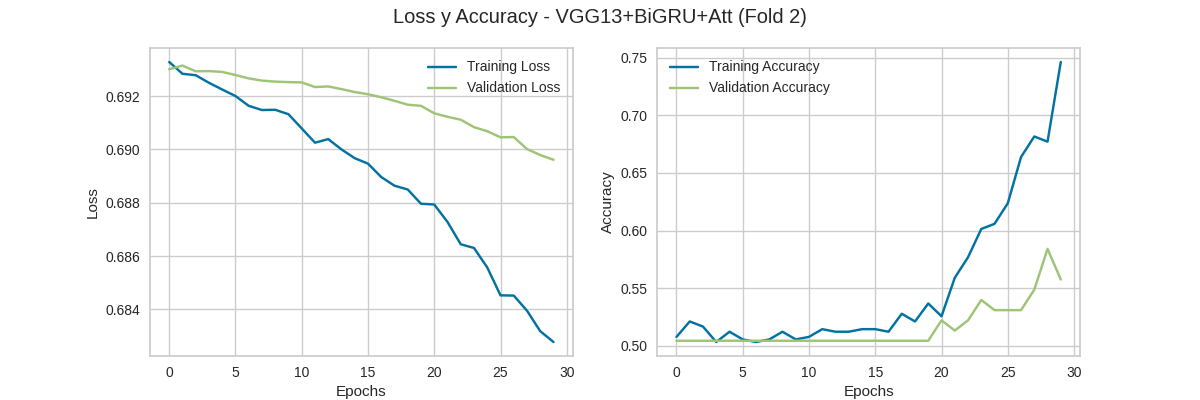 Loss y Accuracy - VGG13+BiGRU+Att (Fold 2)
Training Loss
Validation Loss
0.692
0.690
0.688
0.686
0.684
Loss
0 5 10 15 20 25 30
Epochs
Training Accuracy
Validation Accuracy
0.75
0.70
0.65
0.60
0.55
0.50
Accuracy
0 5 10 15 20 25 30
Epochs